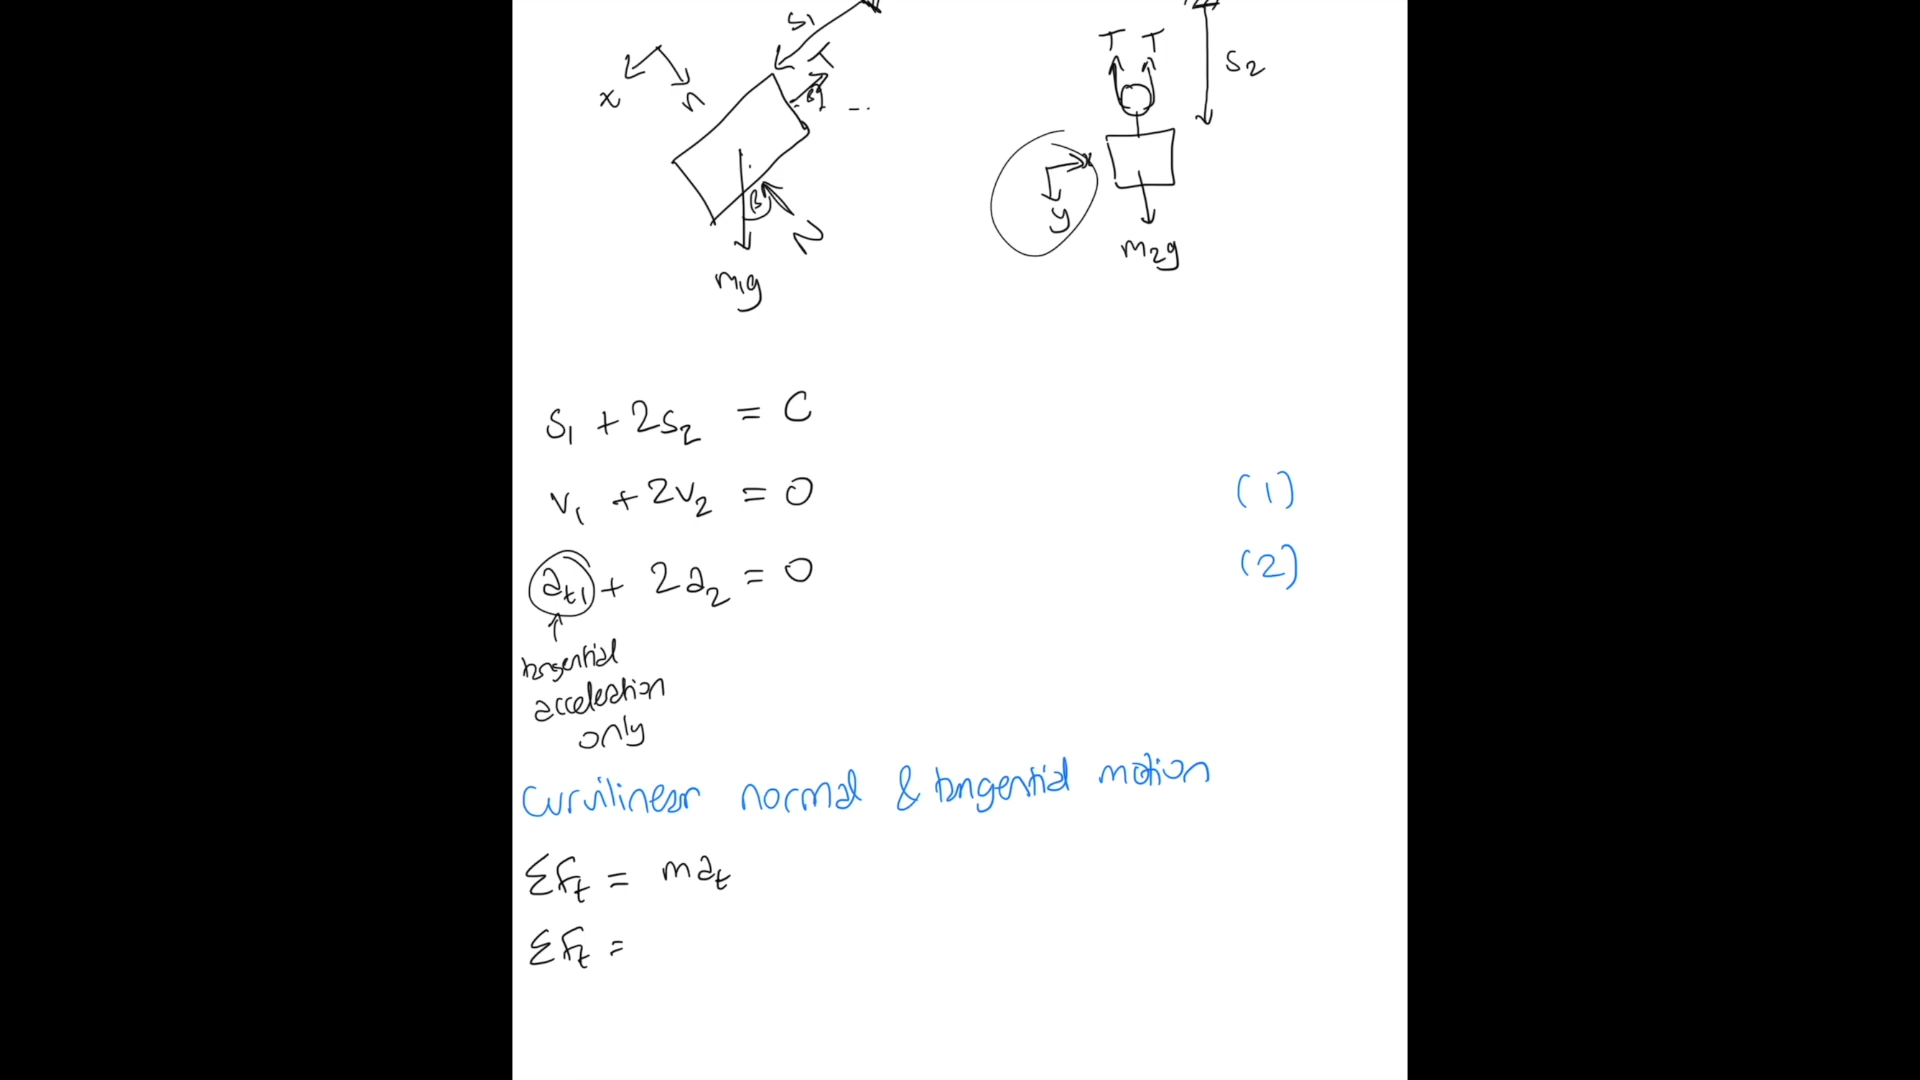 S1
T T
S2
T
x
n
β
x
β
y
N
m2g
m1g
S1 + 2S2 = C
v1 + 2v2 = 0 (1)
at1 + 2a2 = 0 (2)
tangential
acceleration
only
Curvilinear normal & tangential motion
ΣFt = mat
ΣFt =